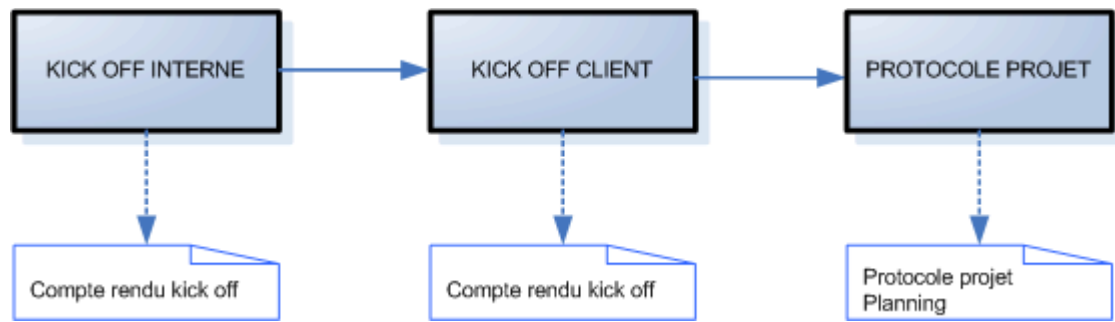 KICK OFF INTERNE
KICK OFF CLIENT
PROTOCOLE PROJET
Compte rendu kick off
Compte rendu kick off
Protocole projet
Planning